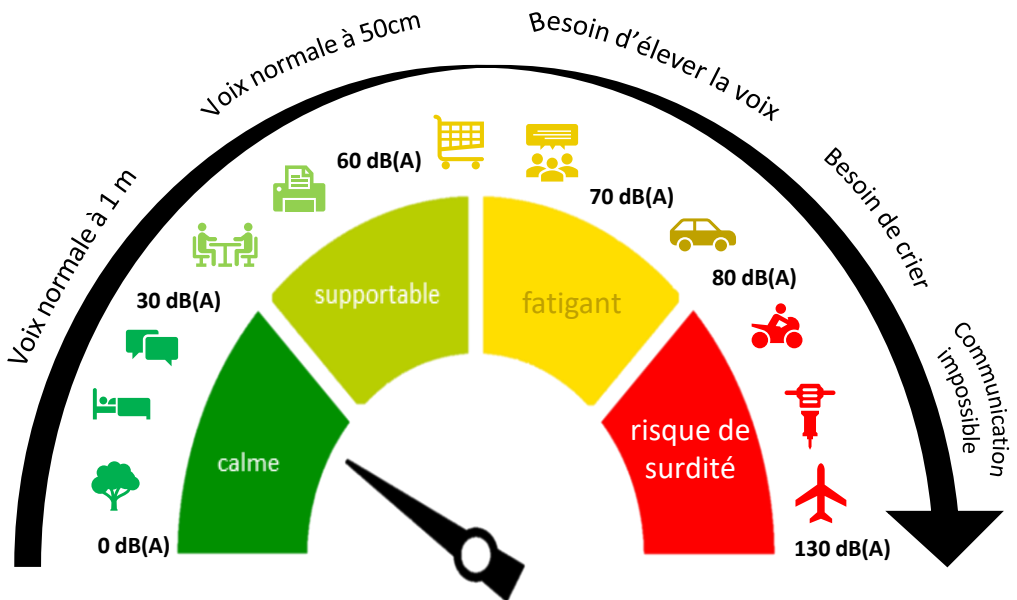 Voix normale à 1 m
Voix normale à 50cm
Besoin d'élever la voix
Besoin de crier
Communication
impossible
0 dB(A)
30 dB(A)
60 dB(A)
70 dB(A)
80 dB(A)
130 dB(A)
calme
supportable
fatigant
risque de
surdité